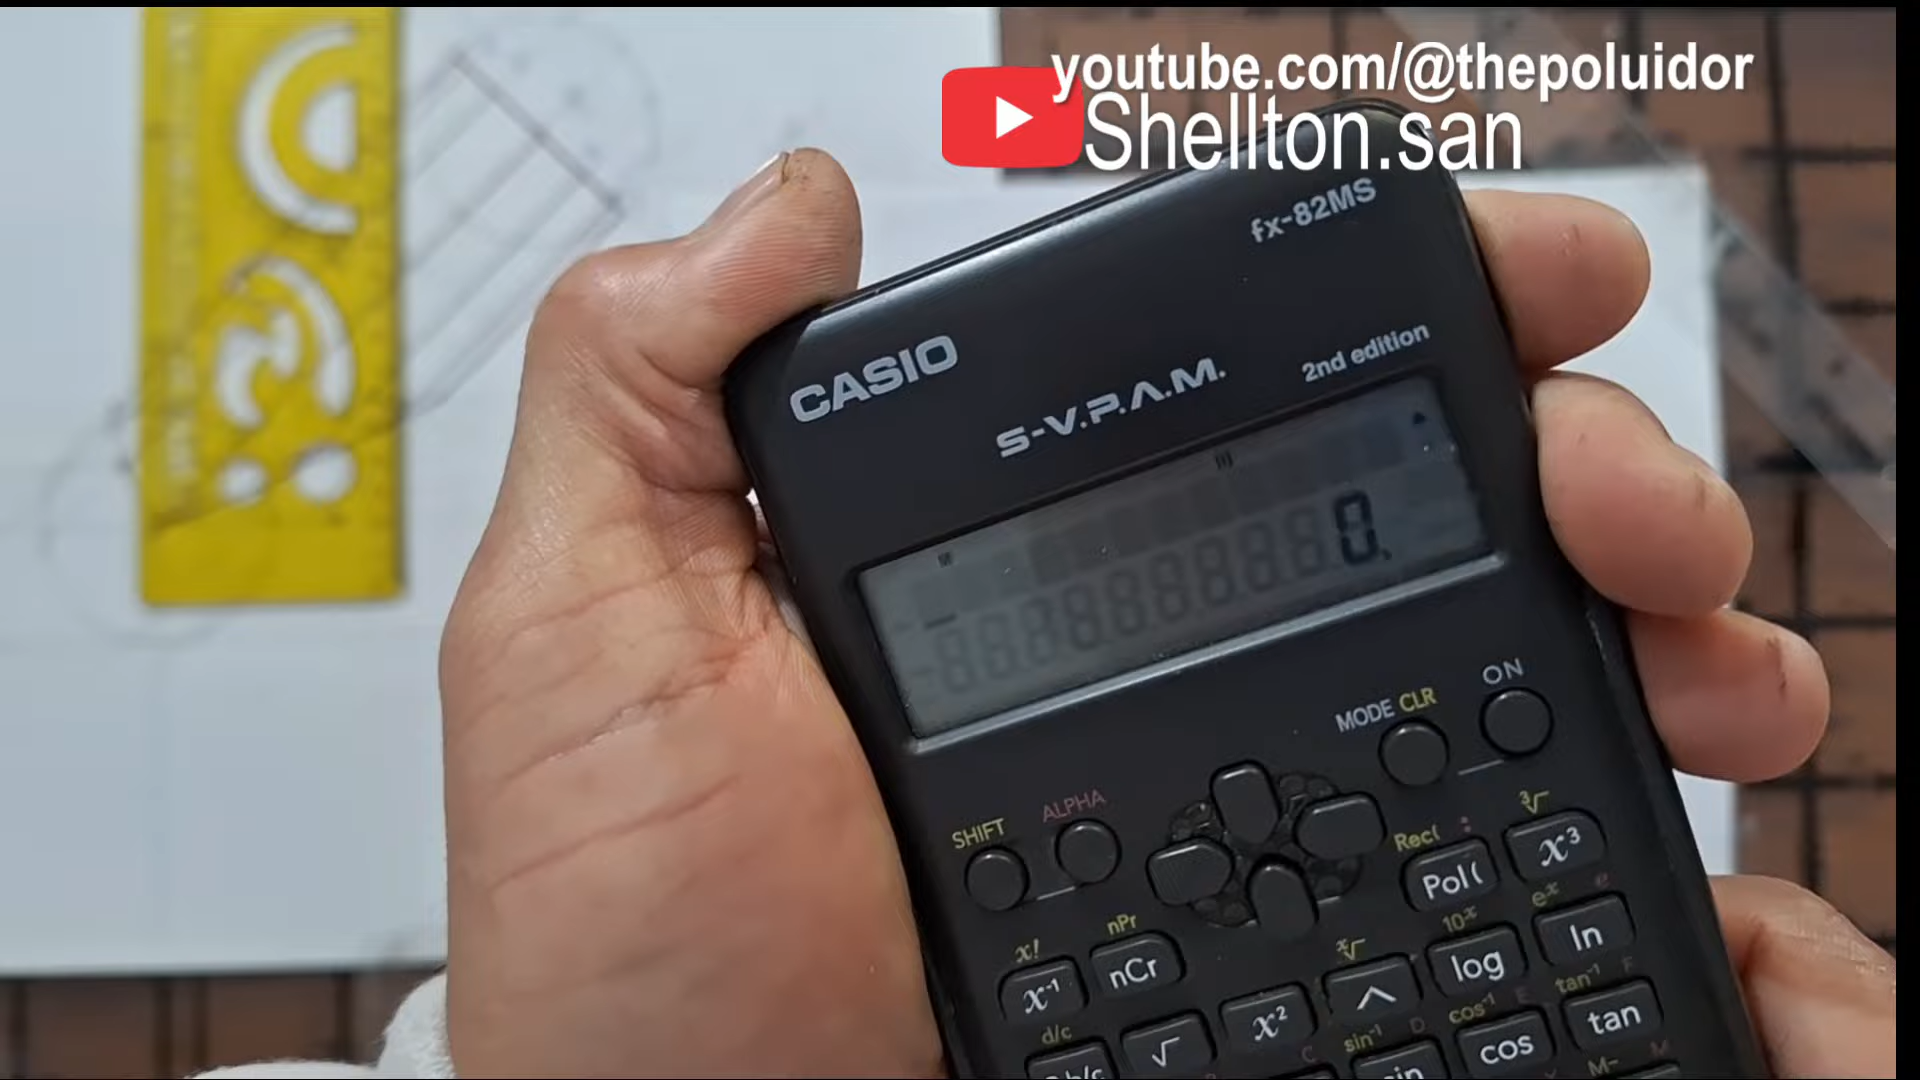 youtube.com/@thepoluidor
Shellton.san
fx-82MS
CASIO
S-V.P.A.M.
2nd edition
0.
MODE CLR
ON
SHIFT
ALPHA
Rec(
:
³√
Pol(
x³
x!
nPr
x√
10ˣ
eˣ
e
x⁻¹
nCr
^
log
ln
d/c
√
x²
sin⁻¹
D
cos⁻¹
E
tan⁻¹
F
C
cos
tan
M-
M